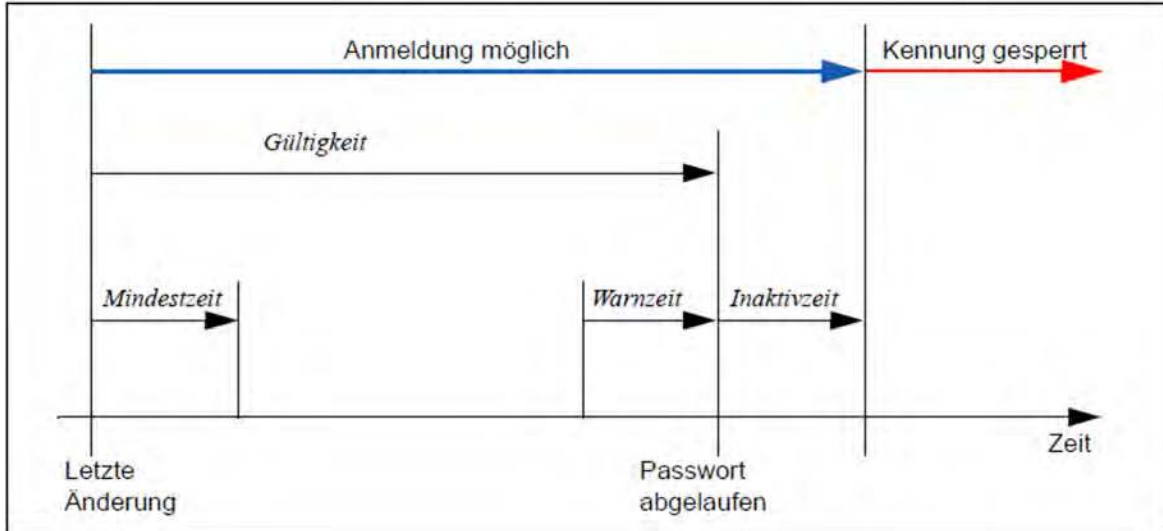 Anmeldung möglich
Kennung gesperrt
Gültigkeit
Mindestzeit
Warnzeit
Inaktivzeit
Zeit
Letzte
Änderung
Passwort
abgelaufen